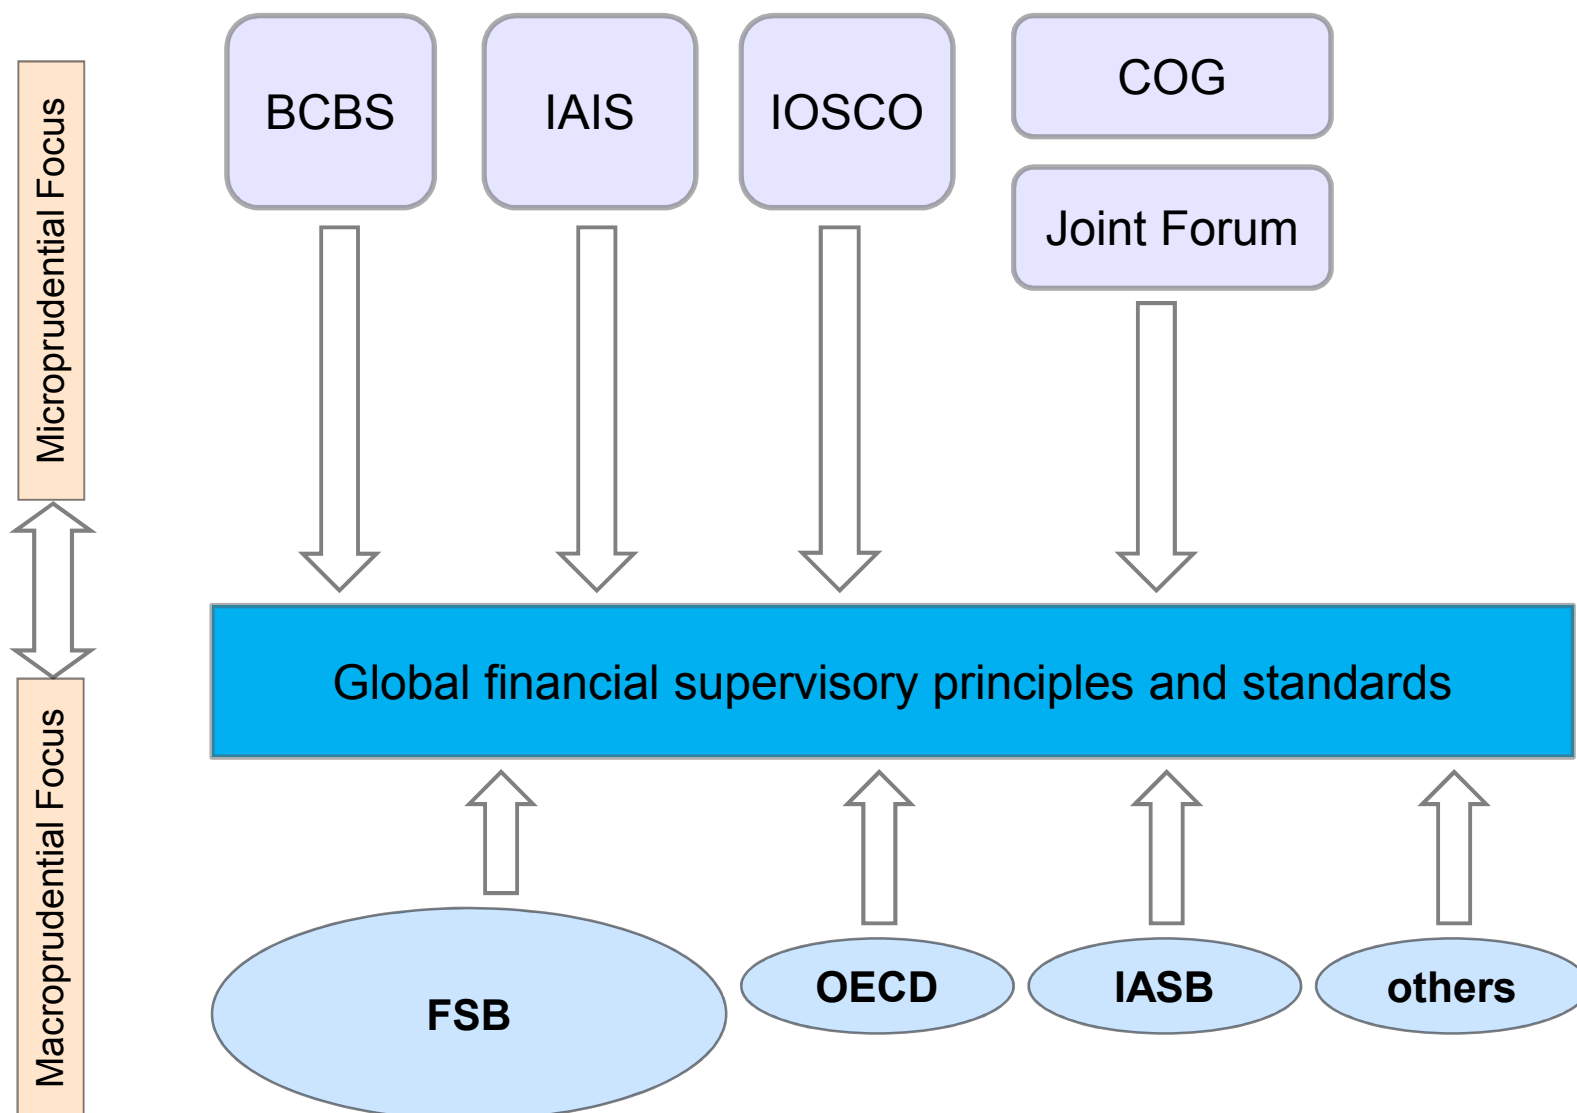 Microprudential Focus
BCBS
IAIS
IOSCO
COG
Joint Forum
Global financial supervisory principles and standards
Macroprudential Focus
FSB
OECD
IASB
others